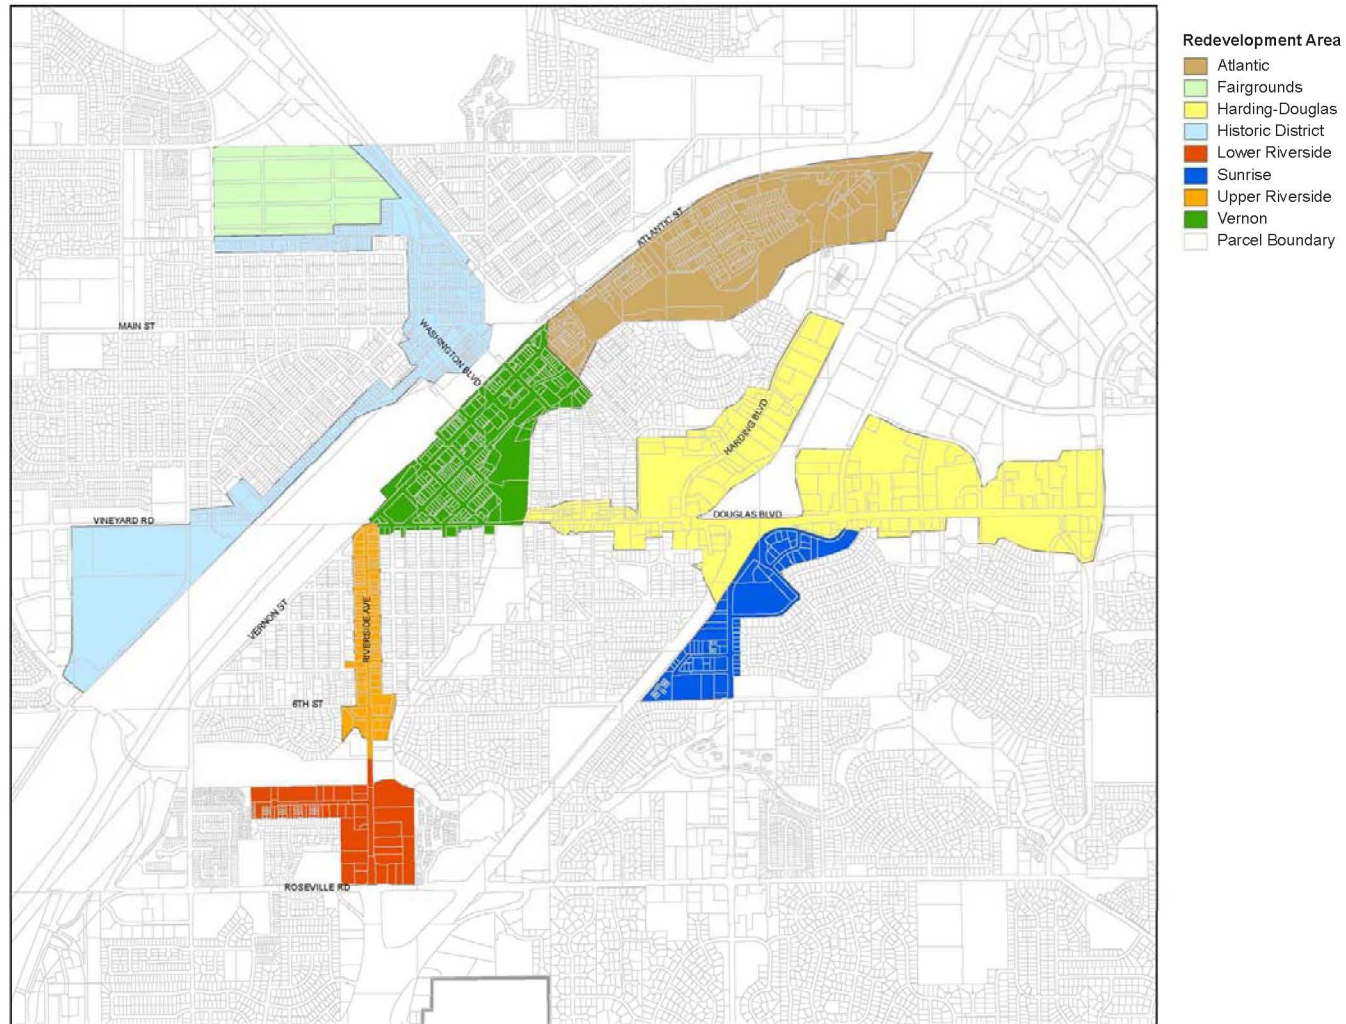 Redevelopment Area
Atlantic
Fairgrounds
Harding-Douglas
Historic District
Lower Riverside
Sunrise
Upper Riverside
Vernon
Parcel Boundary
ATLANTIC ST
MAIN ST
WASHINGTON BLVD
HARDING BLVD
VINEYARD RD
DOUGLAS BLVD
VERNON ST
RIVERSIDE AVE
6TH ST
ROSEVILLE RD